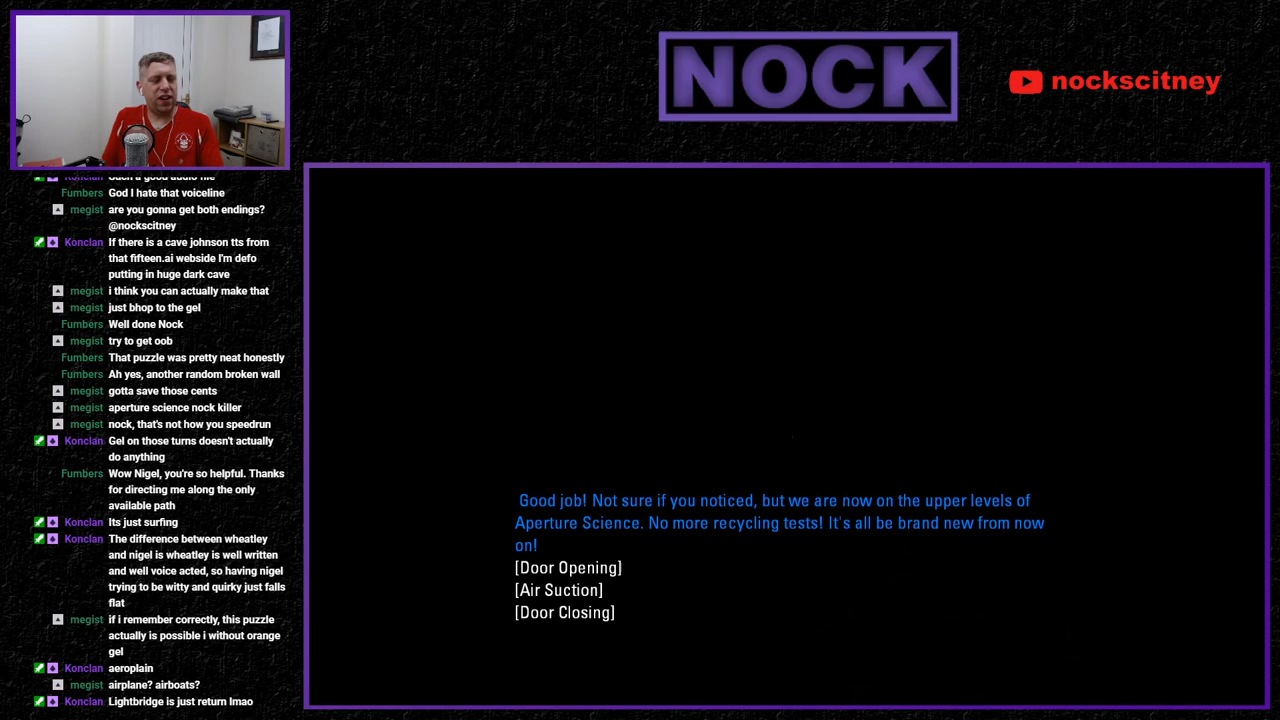 NOCK
nockscitney
Konclan Such a good audio file
Fumbers God I hate that voiceline
megist are you gonna get both endings?
@nockscitney
Konclan If there is a cave johnson tts from
that fifteen.ai webside I'm defo
putting in huge dark cave
megist i think you can actually make that
megist just bhop to the gel
Fumbers Well done Nock
megist try to get oob
Fumbers That puzzle was pretty neat honestly
Fumbers Ah yes, another random broken wall
megist gotta save those cents
megist aperture science nock killer
megist nock, that's not how you speedrun
Konclan Gel on those turns doesn't actually
do anything
Fumbers Wow Nigel, you're so helpful. Thanks
for directing me along the only
available path
Konclan Its just surfing
Konclan The difference between wheatley
and nigel is wheatley is well written
and well voice acted, so having nigel
trying to be witty and quirky just falls
flat
megist if i remember correctly, this puzzle
actually is possible i without orange
gel
Konclan aeroplain
megist airplane? airboats?
Konclan Lightbridge is just return lmao
Good job! Not sure if you noticed, but we are now on the upper levels of
Aperture Science. No more recycling tests! It's all be brand new from now
on!
[Door Opening]
[Air Suction]
[Door Closing]